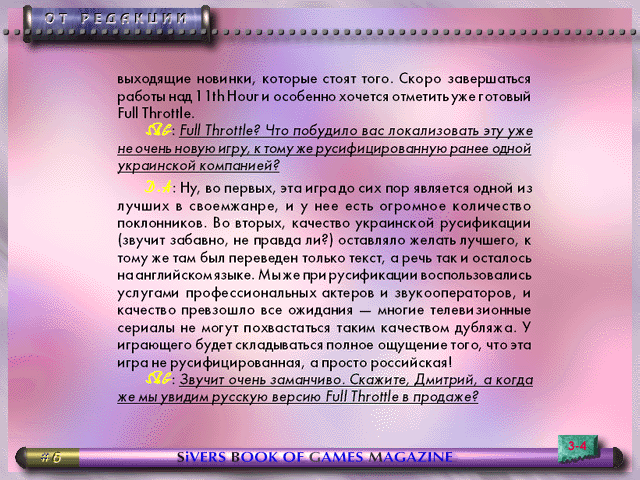 ОТ РЕДАКЦИИ
выходящие новинки, которые стоят того. Скоро завершаться
работы над 11th Hour и особенно хочется отметить уже готовый
Full Throttle.
SBG: Full Throttle? Что побудило вас локализовать эту уже
не очень новую игру, к тому же русифицированную ранее одной
украинской компанией?
Д.А: Ну, во первых, эта игра до сих пор является одной из
лучших в своемжанре, и у нее есть огромное количество
поклонников. Во вторых, качество украинской русификации
(звучит забавно, не правда ли?) оставляло желать лучшего, к
тому же там был переведен только текст, а речь так и осталось
на английском языке. Мы же при русификации воспользовались
услугами профессиональных актеров и звукооператоров, и
качество превзошло все ожидания — многие телевизионные
сериалы не могут похвастаться таким качеством дубляжа. У
играющего будет складываться полное ощущение того, что эта
игра не русифицированная, а просто российская!
SBG: Звучит очень заманчиво. Скажите, Дмитрий, а когда
же мы увидим русскую версию Full Throttle в продаже?
#6
SiVERS BOOK OF GAMES MAGAZINE
3-4